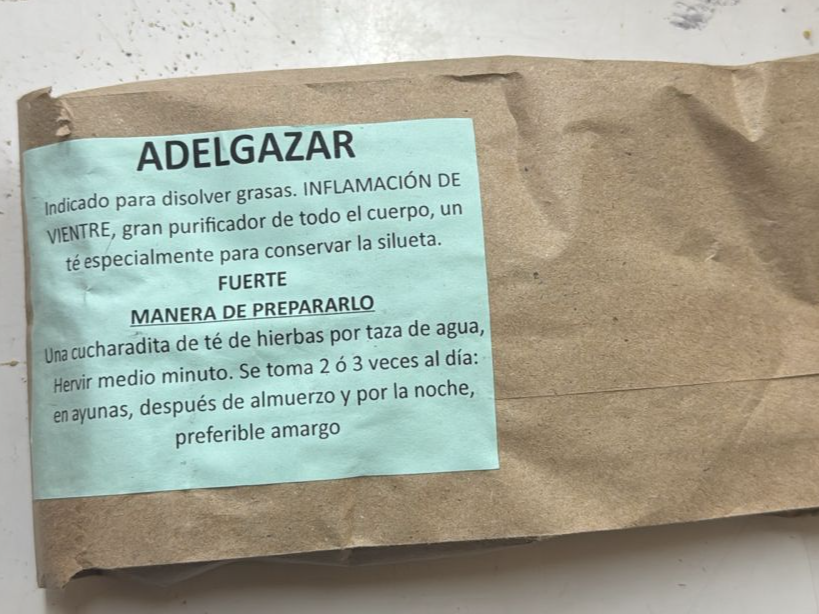 ADELGAZAR
Indicado para disolver grasas. INFLAMACIÓN DE
VIENTRE, gran purificador de todo el cuerpo, un
té especialmente para conservar la silueta.
FUERTE
MANERA DE PREPARARLO
Una cucharadita de té de hierbas por taza de agua,
Hervir medio minuto. Se toma 2 ó 3 veces al día:
en ayunas, después de almuerzo y por la noche,
preferible amargo